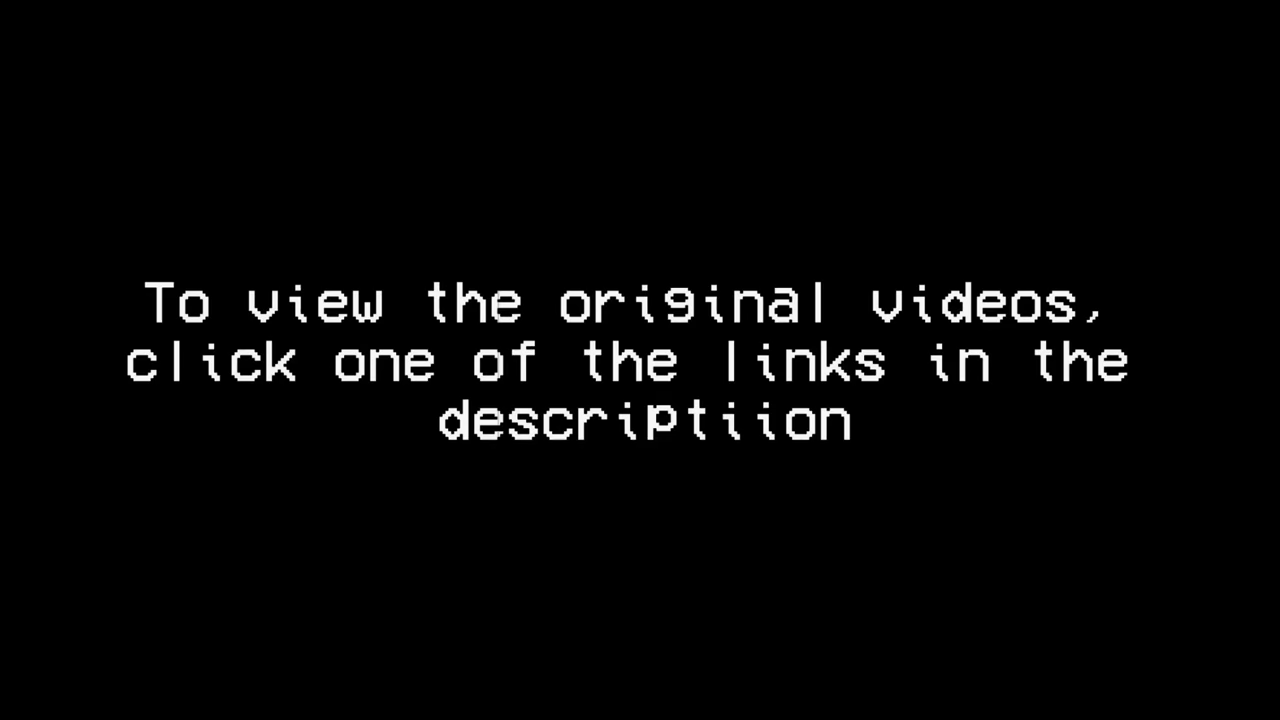 To view the original videos,
click one of the links in the
descriptiion